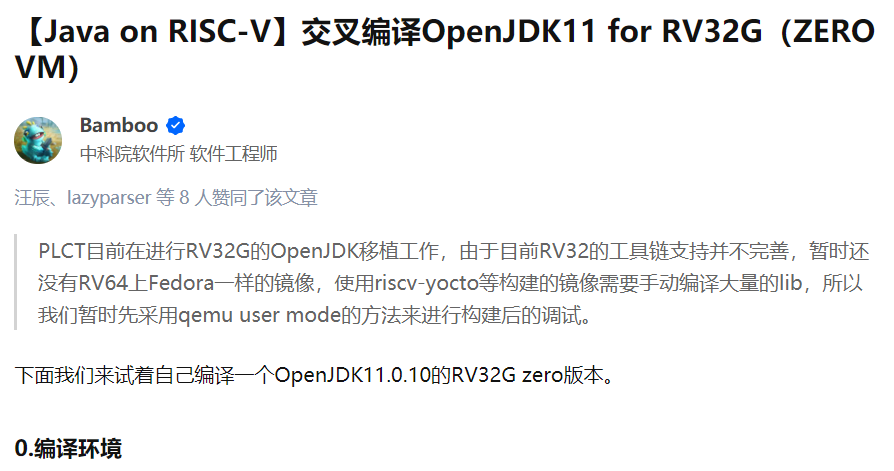 【Java on RISC-V】交叉编译OpenJDK11 for RV32G（ZERO
VM）
Bamboo
中科院软件所 软件工程师
汪辰、lazyparser 等 8 人赞同了该文章
PLCT目前在进行RV32G的OpenJDK移植工作，由于目前RV32的工具链支持并不完善，暂时还
没有RV64上Fedora一样的镜像，使用riscv-yocto等构建的镜像需要手动编译大量的lib，所以
我们暂时先采用qemu user mode的方法来进行构建后的调试。
下面我们来试着自己编译一个OpenJDK11.0.10的RV32G zero版本。
0.编译环境